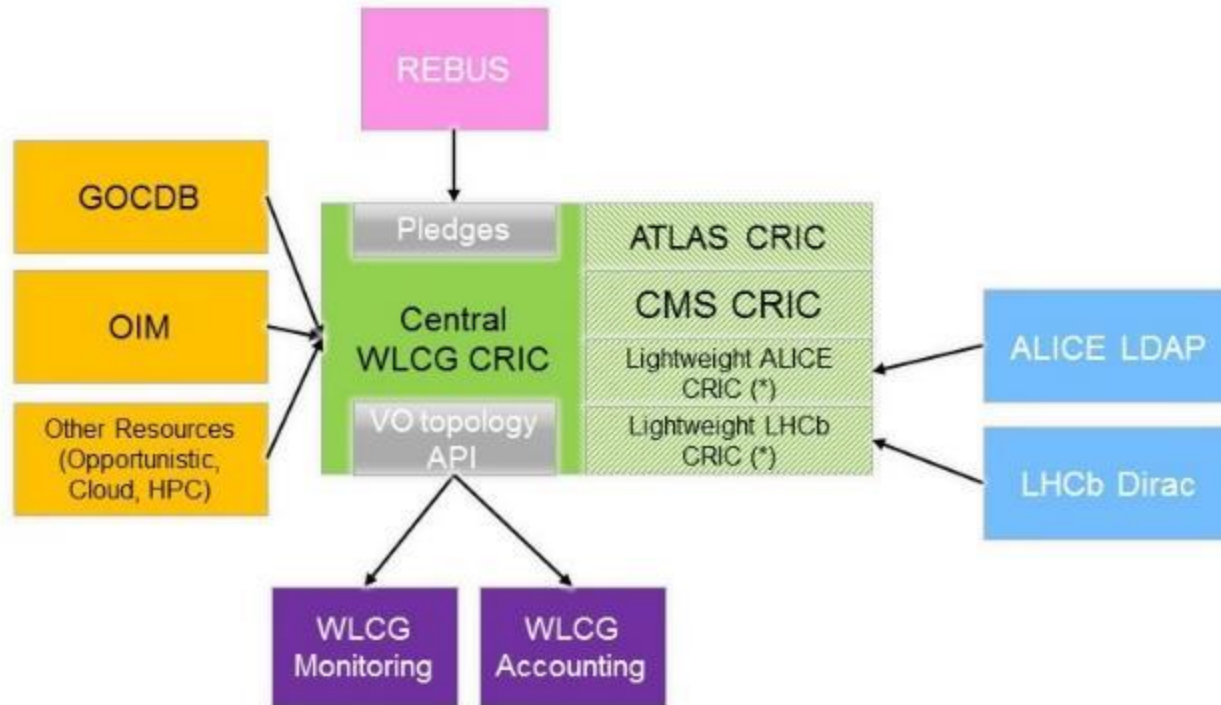 REBUS
GOCDB
OIM
Other Resources
(Opportunistic,
Cloud, HPC)
Pledges
Central
WLCG CRIC
VO topology
API
ATLAS CRIC
CMS CRIC
Lightweight ALICE
CRIC (*)
Lightweight LHCb
CRIC (*)
ALICE LDAP
LHCb Dirac
WLCG
Monitoring
WLCG
Accounting